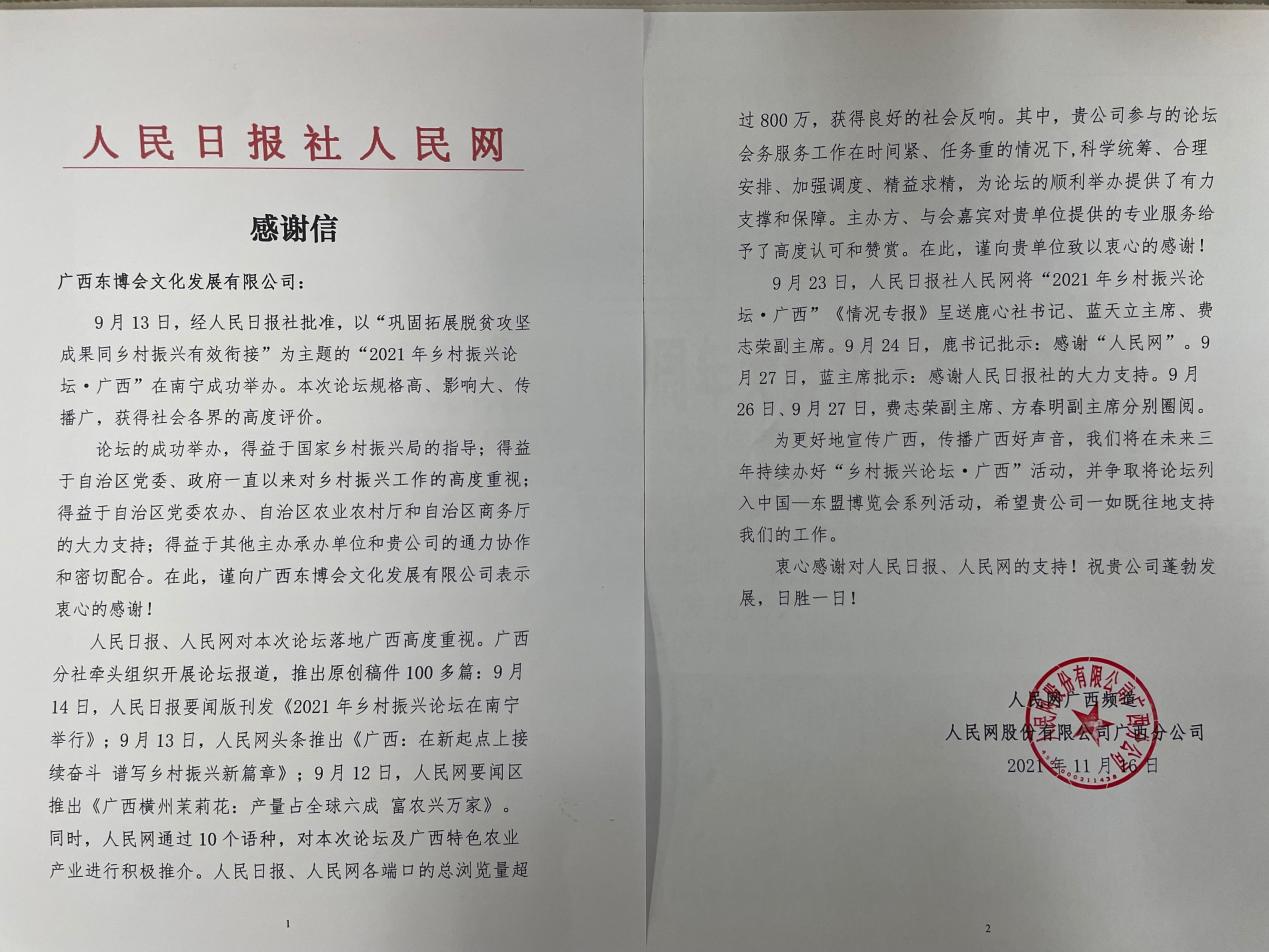 人民日报社人民网
感谢信
广西东博会文化发展有限公司：
9月13日，经人民日报社批准，以“巩固拓展脱贫攻坚
成果同乡村振兴有效衔接”为主题的“2021年乡村振兴论
坛·广西”在南宁成功举办。本次论坛规格高、影响大、传
播广，获得社会各界的高度评价。
论坛的成功举办，得益于国家乡村振兴局的指导；得益
于自治区党委、政府一直以来对乡村振兴工作的高度重视；
得益于自治区党委农办、自治区农业农村厅和自治区商务厅
的大力支持；得益于其他主办承办单位和贵公司的通力协作
和密切配合。在此，谨向广西东博会文化发展有限公司表示
衷心的感谢！
人民日报、人民网对本次论坛落地广西高度重视。广西
分社牵头组织开展论坛报道，推出原创稿件100多篇：9月
14日，人民日报要闻版刊发《2021年乡村振兴论坛在南宁
举行》；9月13日，人民网头条推出《广西：在新起点上接
续奋斗 谱写乡村振兴新篇章》；9月12日，人民网要闻区
推出《广西横州茉莉花：产量占全球六成 富农兴万家》。
同时，人民网通过10个语种，对本次论坛及广西特色农业
产业进行积极推介。人民日报、人民网各端口的总浏览量超
1
过800万，获得良好的社会反响。其中，贵公司参与的论坛
会务服务工作在时间紧、任务重的情况下,科学统筹、合理
安排、加强调度、精益求精，为论坛的顺利举办提供了有力
支撑和保障。主办方、与会嘉宾对贵单位提供的专业服务给
予了高度认可和赞赏。在此，谨向贵单位致以衷心的感谢！
9月23日，人民日报社人民网将“2021年乡村振兴论
坛·广西”《情况专报》呈送鹿心社书记、蓝天立主席、费
志荣副主席。9月24日，鹿书记批示：感谢“人民网”。9
月27日，蓝主席批示：感谢人民日报社的大力支持。9月
26日、9月27日，费志荣副主席、方春明副主席分别圈阅。
为更好地宣传广西，传播广西好声音，我们将在未来三
年持续办好“乡村振兴论坛·广西”活动，并争取将论坛列
入中国—东盟博览会系列活动，希望贵公司一如既往地支持
我们的工作。
衷心感谢对人民日报、人民网的支持！祝贵公司蓬勃发
展，日胜一日！
人民网广西频道
人民网股份有限公司广西分公司
2021年11月16日
人民网股份有限公司广西分公司
2